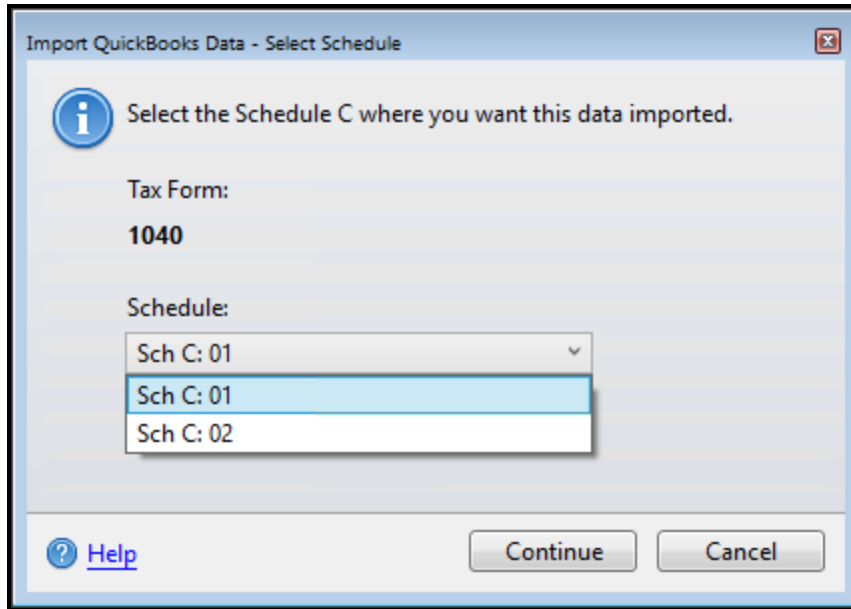 Import QuickBooks Data - Select Schedule
Select the Schedule C where you want this data imported.
Tax Form:
1040
Schedule:
Sch C: 01
Sch C: 01
Sch C: 02
Help
Continue
Cancel